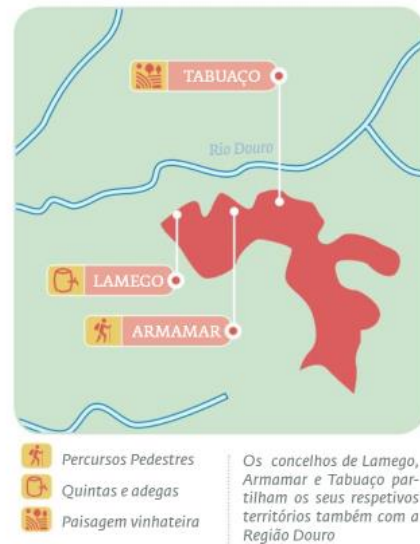 TABUAÇO
Rio Douro
LAMEGO
ARMAMAR
Percursos Pedestres
Quintas e adegas
Paisagem vinhateira
Os concelhos de Lamego,
Armamar e Tabuaço par-
tilham os seus respetivos
territórios também com a
Região Douro